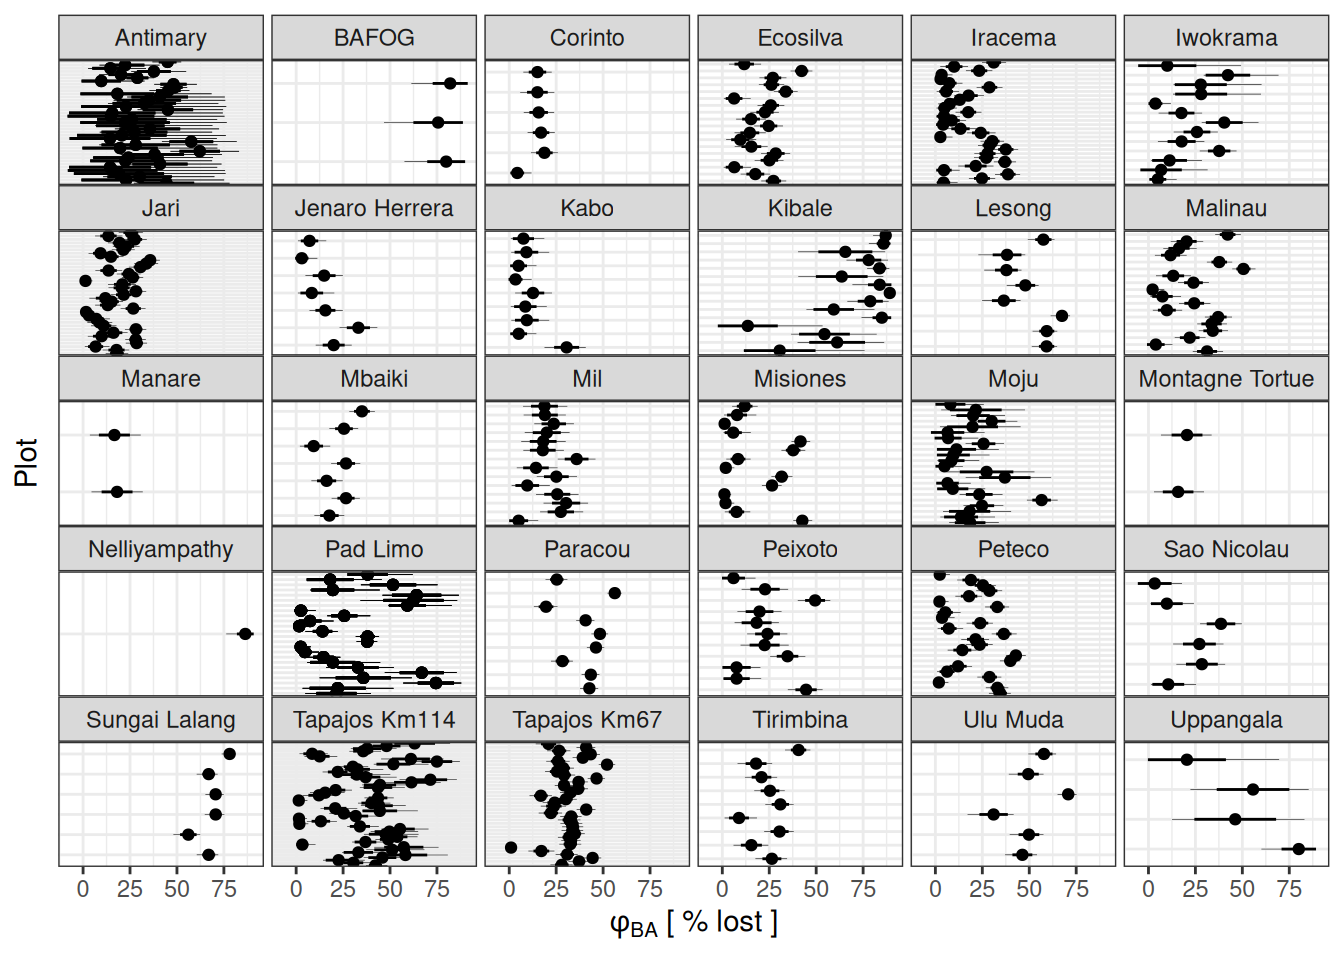 Antimary BAFOG Corinto Ecosilva Iracema Iwokrama
Jari Jenaro Herrera Kabo Kibale Lesong Malinau
Manare Mbaiki Mil Misiones Moju Montagne Tortue
Nelliyampathy Pad Limo Paracou Peixoto Peteco Sao Nicolau
Sungai Lalang Tapajos Km114 Tapajos Km67 Tirimbina Ulu Muda Uppangala
0 25 50 75 0 25 50 75 0 25 50 75 0 25 50 75 0 25 50 75 0 25 50 75
φBA [ % lost ]
Plot